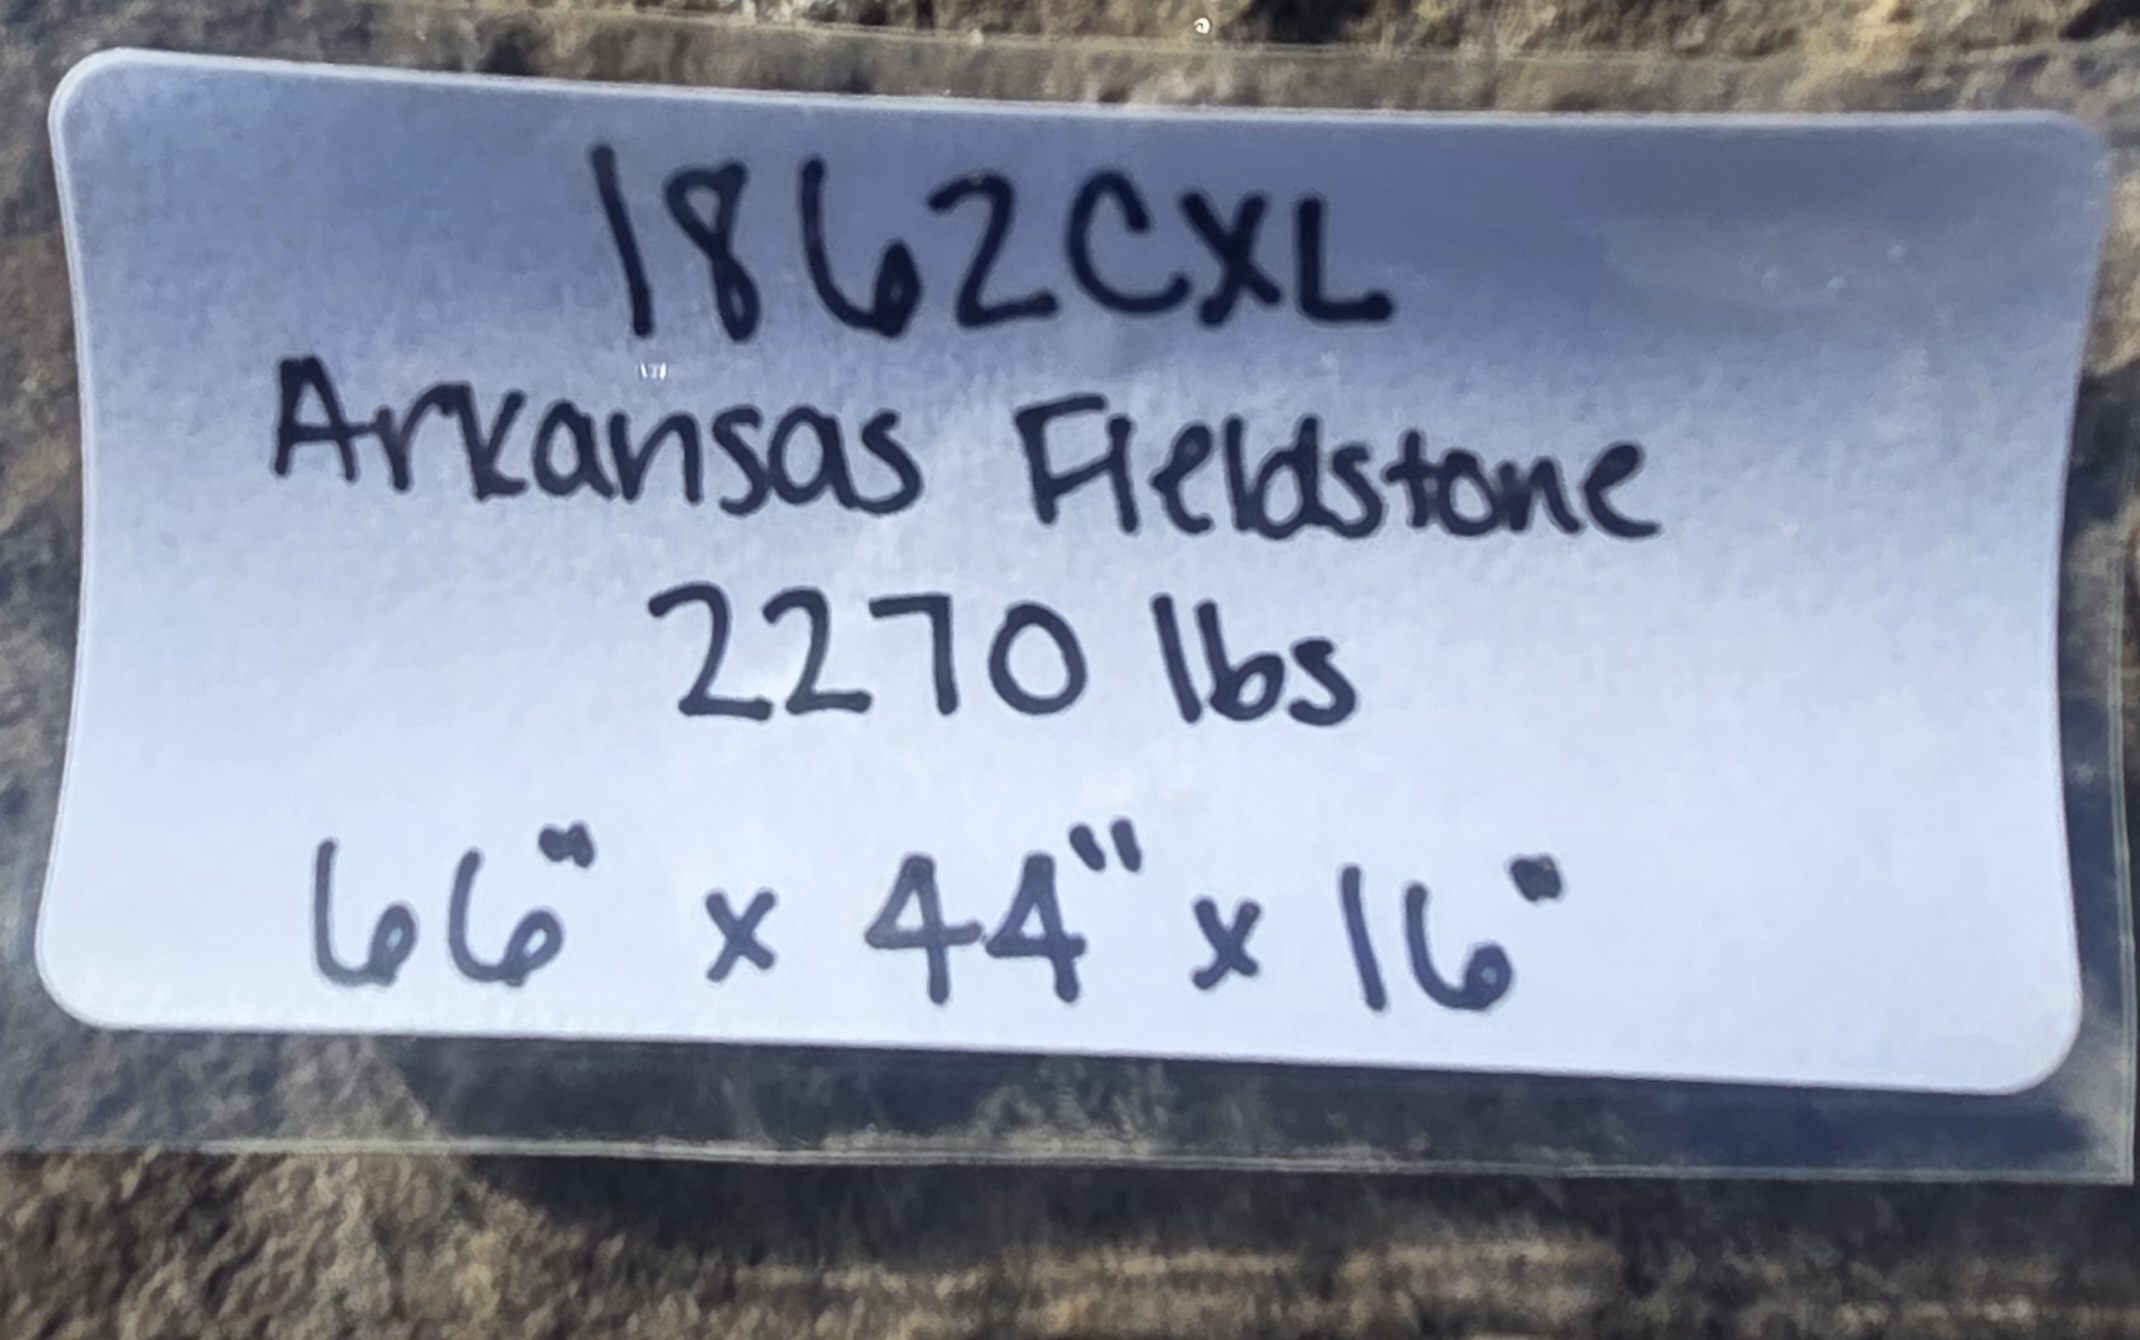 1862CXL
Arkansas Fieldstone
2270 lbs
66" x 44" x 16"